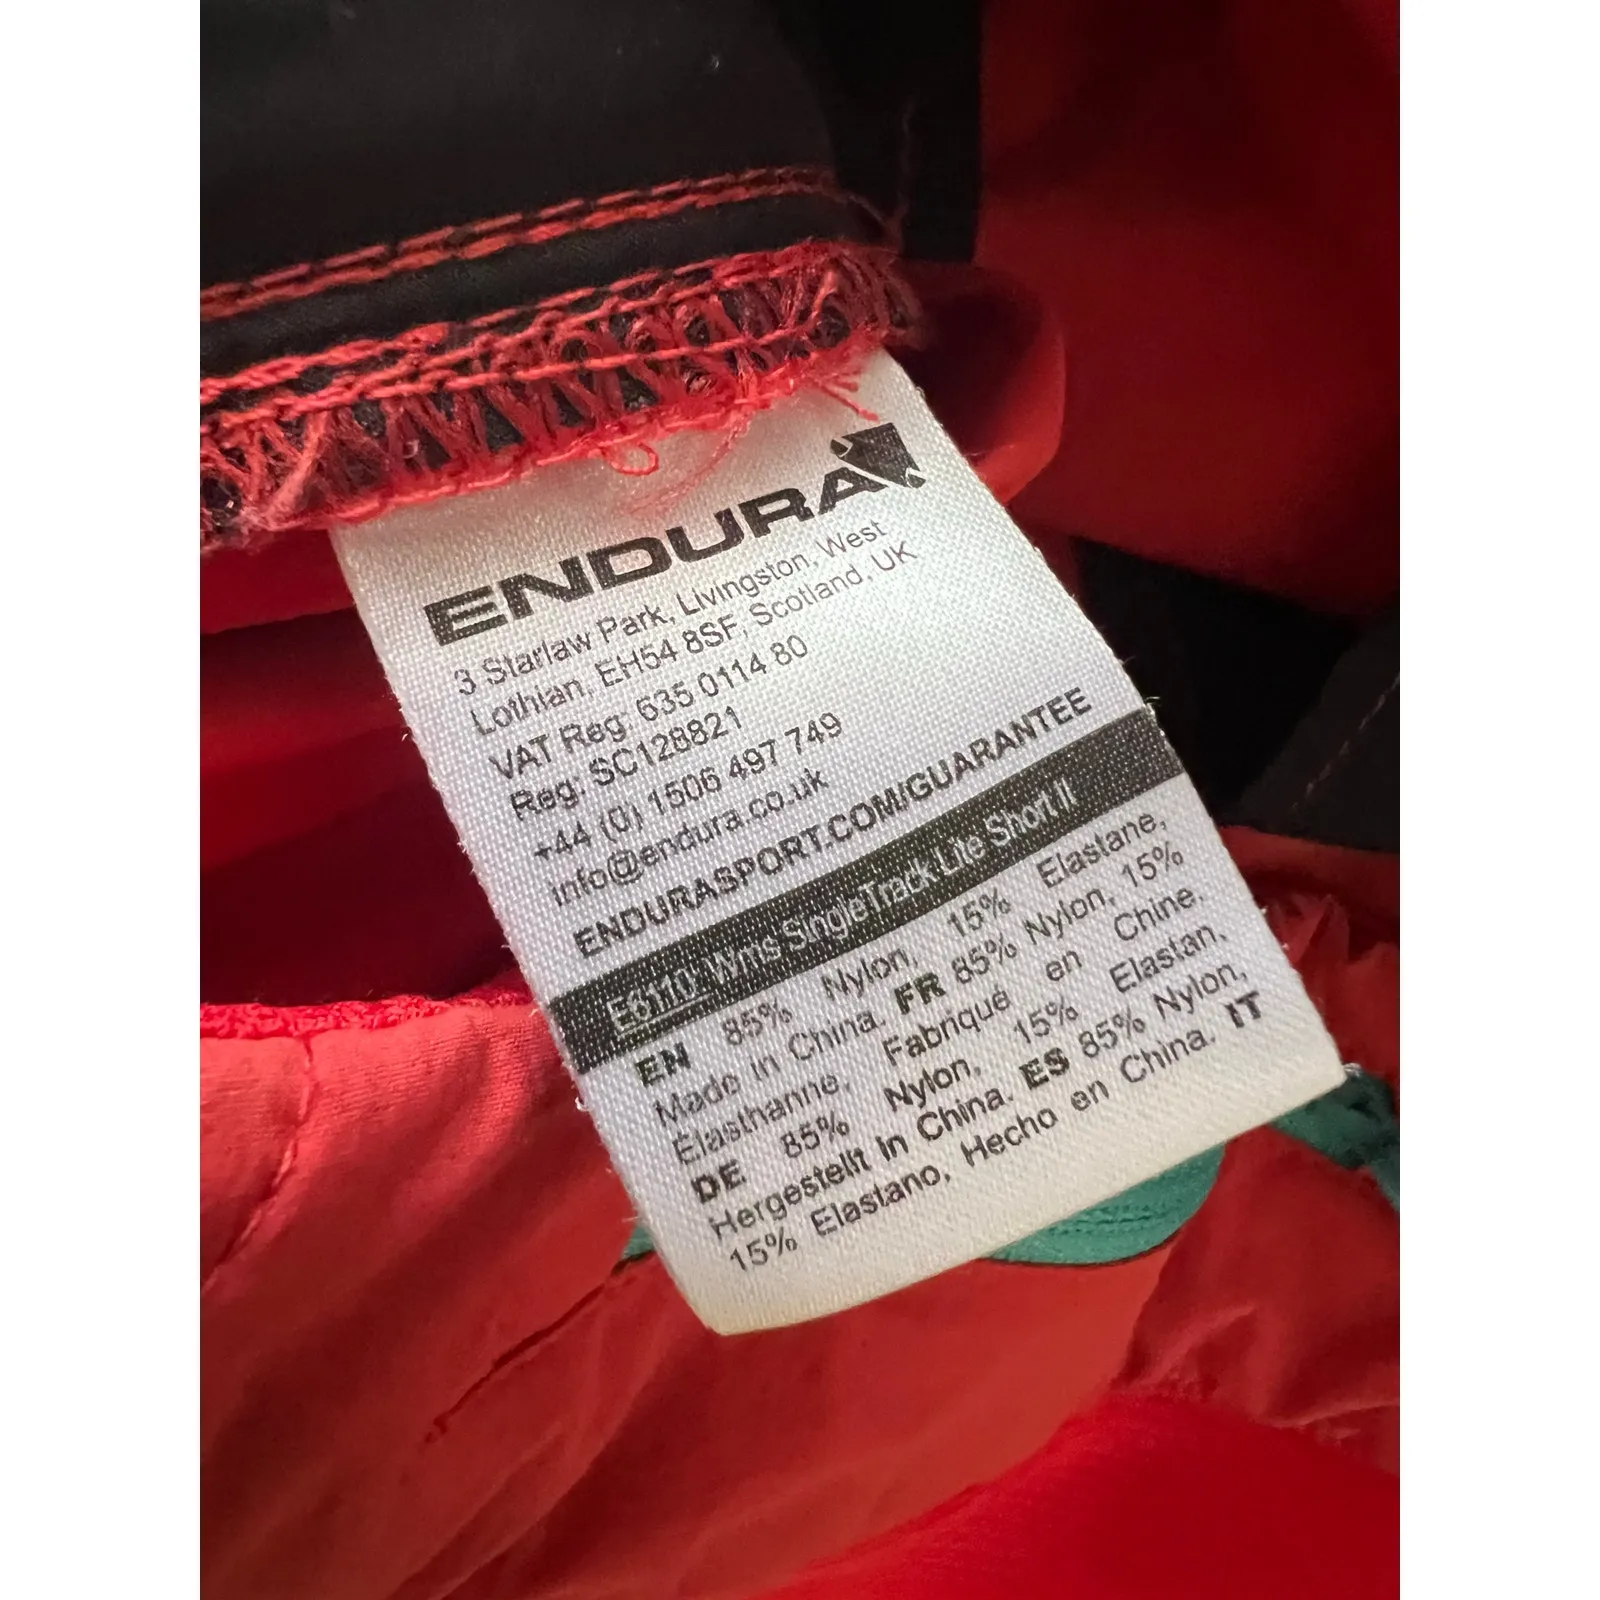 ENDURA
3 Starlaw Park, Livingston, West
Lothian, EH54 8SF, Scotland, UK
VAT Reg: 635 0114 80
Reg: SC128821
+44 (0) 1506 497 749
info@endura.co.uk
ENDURASPORT.COM/GUARANTEE
E6110: Wms SingleTrack Lite Short II
EN 85% Nylon, 15% Elastane,
Made in China. FR 85% Nylon, 15%
Elasthanne, Fabriqué en Chine.
DE 85% Nylon, 15% Elastan,
Hergestellt in China. ES 85% Nylon,
15% Elastano, Hecho en China. IT